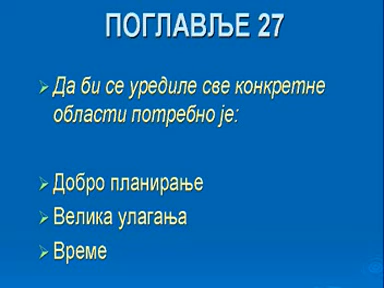 ПОГЛАВЉЕ 27
Да би се уредиле све конкретне
области потребно је:
Добро планирање
Велика улагања
Време